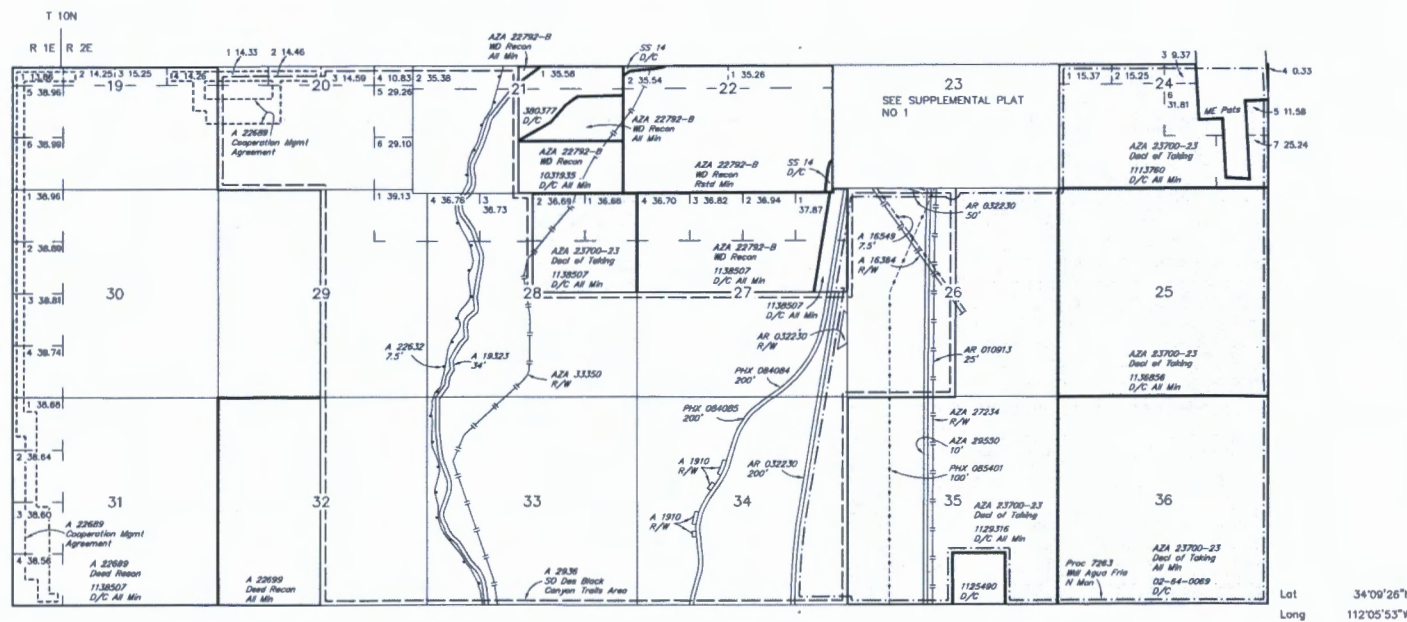 T 10N
R 1E R 2E
1 14.33 2 14.46
2 14.25 3 15.25
4 14.26
19
20
3 14.59
4 10.83
2 35.38
5 38.96
5 29.26
6 38.99
6 29.10
A 22689
Cooperation Mgmt
Agreement
AZA 22792-B
WD Recon
All Min
SS 14
D/C
1 35.58
2 35.54
1 35.26
21
22
380377
D/C
AZA 22792-B
WD Recon
All Min
AZA 22792-B
WD Recon
1031935
D/C All Min
AZA 22792-B
WD Recon
Rstd Min
SS 14
D/C
23
SEE SUPPLEMENTAL PLAT
NO 1
3 9.37
1 15.37 2 15.25
24
4 0.33
6
31.81
ME Pats
5 11.58
7 25.24
AZA 23700-23
Decl of Taking
1113760
D/C All Min
1 38.96
1 39.13
4 36.76
3
36.73
2 36.69
1 36.66
4 36.70
3 36.82
2 36.94
1
37.87
AR 032230
50'
A 16549
7.5'
A 16384
R/W
2 38.89
3 38.81
4 38.74
30
29
28
27
26
25
AZA 23700-23
Decl of Taking
1138507
D/C All Min
AZA 22792-B
WD Recon
1138507
D/C All Min
1138507
D/C All Min
AR 032230
R/W
A 22632
7.5'
A 19323
34'
AZA 33350
R/W
PHX 084084
200'
AR 010913
25'
AZA 23700-23
Decl of Taking
1136856
D/C All Min
1 38.68
2 38.64
3 38.60
4 38.56
31
32
33
34
35
36
PHX 084085
200'
A 1910
R/W
A 1910
R/W
AR 032230
200'
AZA 27234
R/W
AZA 29530
10'
PHX 085401
100'
A 22689
Cooperation Mgmt
Agreement
A 22689
Deed Recon
1138507
D/C All Min
A 22699
Deed Recon
All Min
A 2936
SO Des Black
Canyon Trails Area
AZA 23700-23
Decl of Taking
1129316
D/C All Min
1125490
D/C
Proc 7263
Wdl Agua Fria
N Mon
AZA 23700-23
Decl of Taking
All Min
02-64-0069
D/C
Lat 34°09'26"N
Long 112°05'53"W